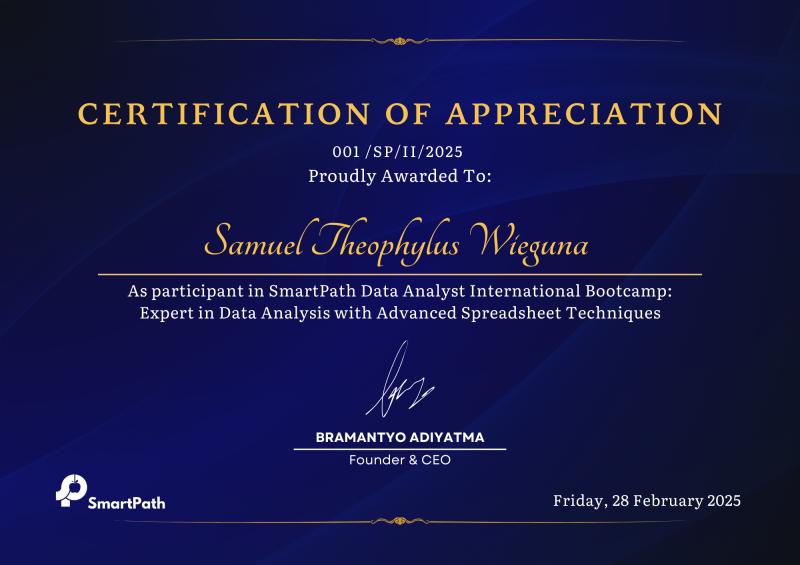 CERTIFICATION OF APPRECIATION
001 /SP/II/2025
Proudly Awarded To:
Samuel Theophylus Wieguna
As participant in SmartPath Data Analyst International Bootcamp:
Expert in Data Analysis with Advanced Spreadsheet Techniques
BRAMANTYO ADIYATMA
Founder & CEO
SmartPath
Friday, 28 February 2025